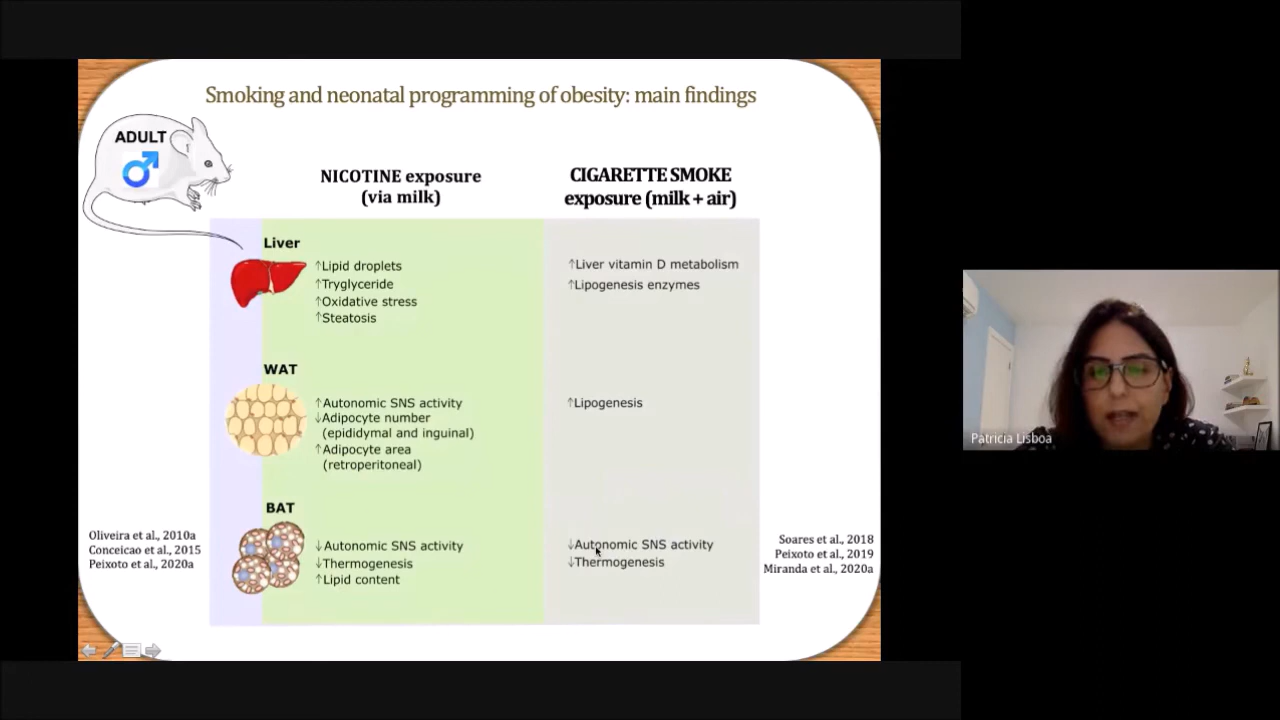 Smoking and neonatal programming of obesity: main findings
ADULT
NICOTINE exposure
(via milk)
CIGARETTE SMOKE
exposure (milk + air)
Liver
↑Lipid droplets
↑Tryglyceride
↑Oxidative stress
↑Steatosis
↑Liver vitamin D metabolism
↑Lipogenesis enzymes
WAT
↑Autonomic SNS activity
↓Adipocyte number
(epididymal and inguinal)
↑Adipocyte area
(retroperitoneal)
↑Lipogenesis
BAT
↓Autonomic SNS activity
↓Thermogenesis
↑Lipid content
↓Autonomic SNS activity
↓Thermogenesis
Oliveira et al., 2010a
Conceicao et al., 2015
Peixoto et al., 2020a
Soares et al., 2018
Peixoto et al., 2019
Miranda et al., 2020a
Patricia Lisboa